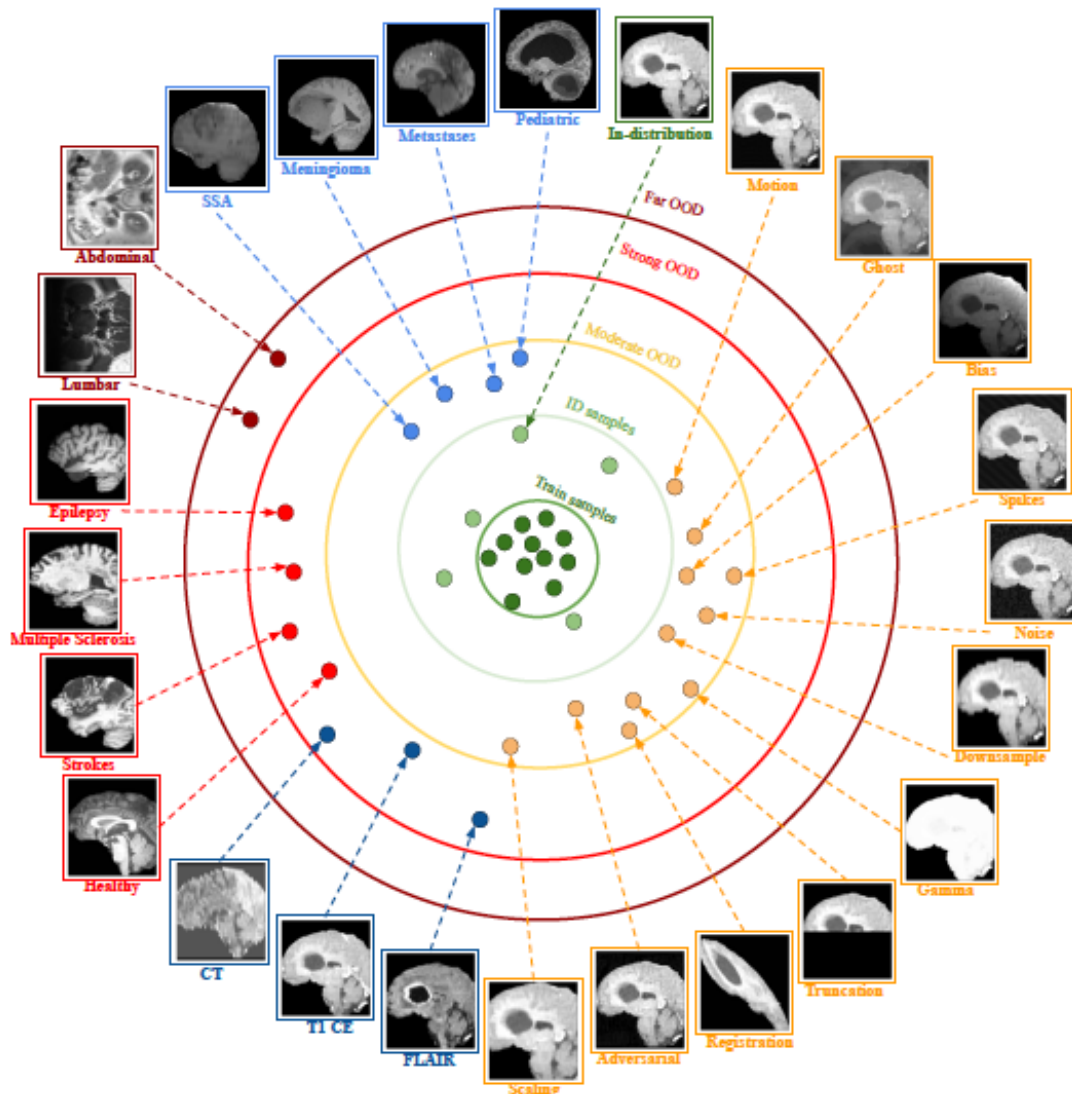 Pediatric
In-distribution
Metastases
Meningioma
Motion
SSA
Far OOD
Abdominal
Strong OOD
Ghost
Moderate OOD
Bias
Lumbar
ID samples
Train samples
Spikes
Epilepsy
Noise
Multiple Sclerosis
Strokes
Downsample
Healthy
Gamma
CT
T1 CE
FLAIR
Scaling
Adversarial
Registration
Truncation